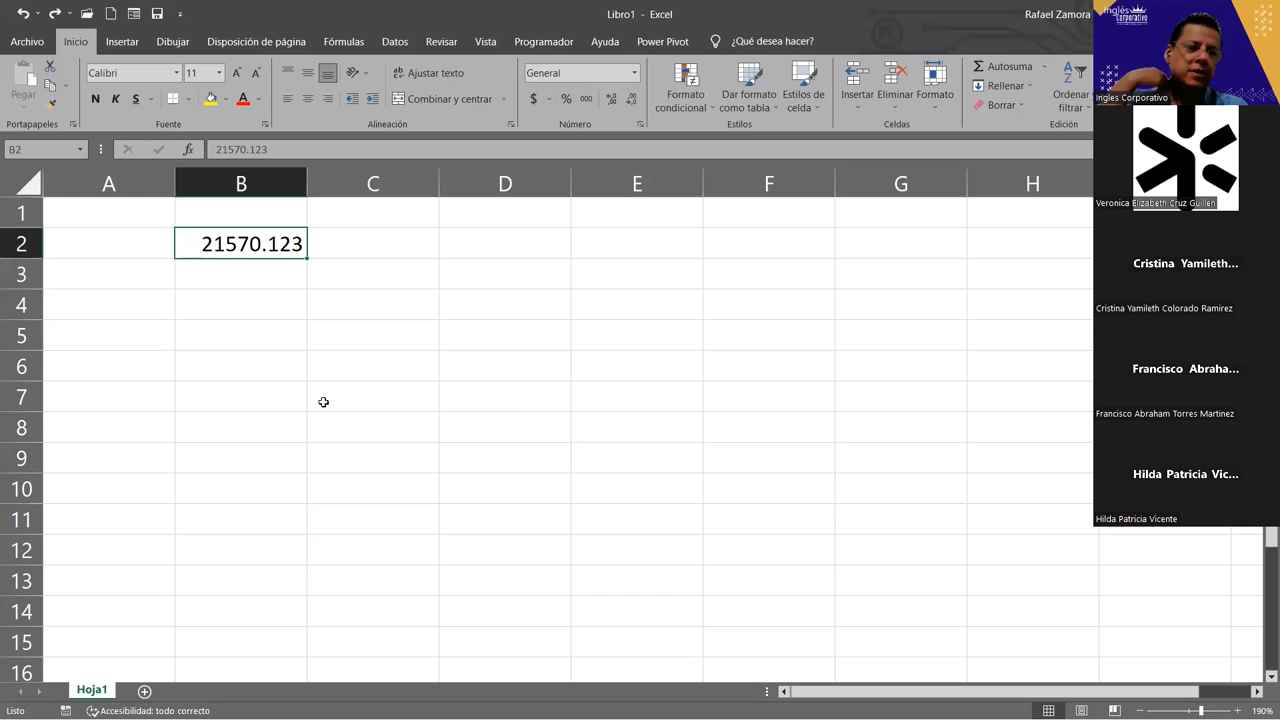 Libro1 - Excel
Rafael Zamora
Archivo
Inicio
Insertar
Dibujar
Disposición de página
Fórmulas
Datos
Revisar
Vista
Programador
Ayuda
Power Pivot
¿Qué desea hacer?
Pegar
Calibri
11
N K S
Ajustar texto
Combinar y centrar
General
$ % 000
Formato
condicional
Dar formato
como tabla
Estilos de
celda
Insertar
Eliminar
Formato
Autosuma
Rellenar
Borrar
Ordenar
filtrar
Portapapeles
Fuente
Alineación
Número
Estilos
Celdas
Edición
B2
fx
21570.123
A B C D E F G H
1
2 21570.123
3
4
5
6
7
8
9
10
11
12
13
14
15
16
Hoja1
Listo
Accesibilidad: todo correcto
190%
Inglés
Corporativo
Ingles Corporativo
Veronica Elizabeth Cruz Guillen
Cristina Yamileth...
Cristina Yamileth Colorado Ramirez
Francisco Abraha...
Francisco Abraham Torres Martinez
Hilda Patricia Vic...
Hilda Patricia Vicente